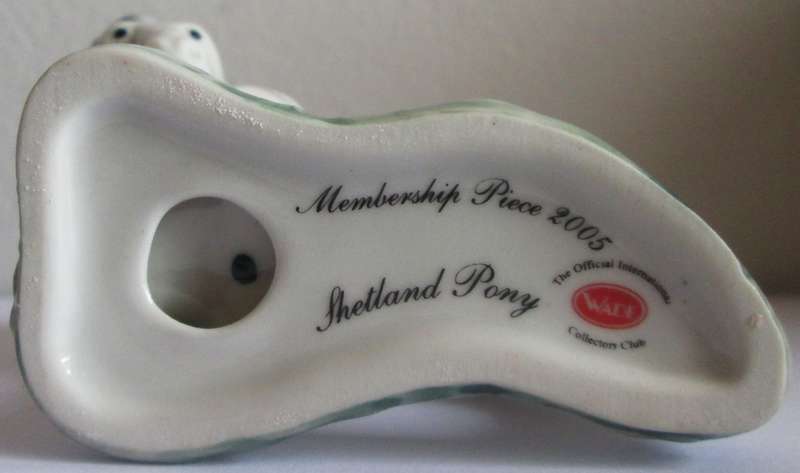 Membership Piece 2005
Shetland Pony
The Official International
WADE
Collectors Club